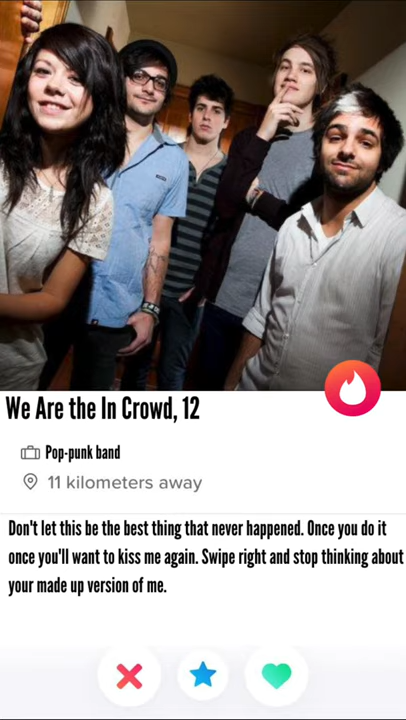 We Are the In Crowd, 12
Pop-punk band
11 kilometers away
Don't let this be the best thing that never happened. Once you do it
once you'll want to kiss me again. Swipe right and stop thinking about
your made up version of me.